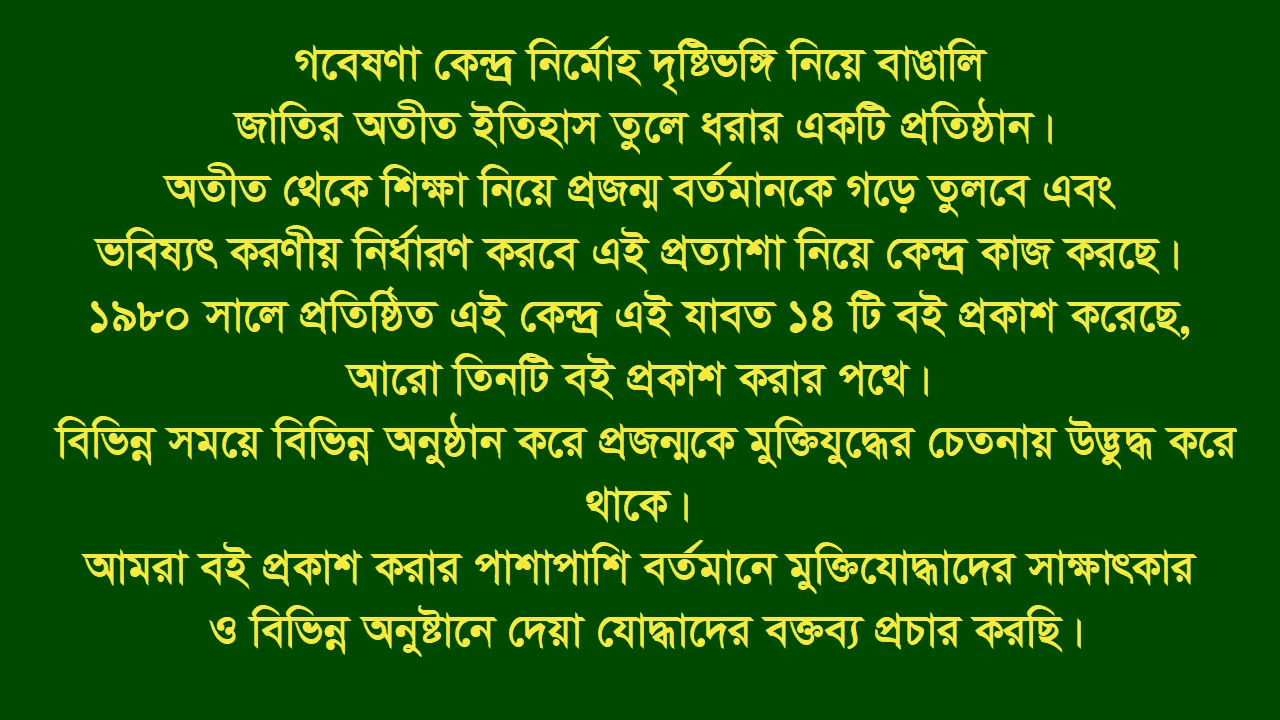 গবেষণা কেন্দ্র নির্মোহ দৃষ্টিভঙ্গি নিয়ে বাঙালি
জাতির অতীত ইতিহাস তুলে ধরার একটি প্রতিষ্ঠান।
অতীত থেকে শিক্ষা নিয়ে প্রজন্ম বর্তমানকে গড়ে তুলবে এবং
ভবিষ্যৎ করণীয় নির্ধারণ করবে এই প্রত্যাশা নিয়ে কেন্দ্র কাজ করছে।
১৯৮০ সালে প্রতিষ্ঠিত এই কেন্দ্র এই যাবত ১৪ টি বই প্রকাশ করেছে,
আরো তিনটি বই প্রকাশ করার পথে।
বিভিন্ন সময়ে বিভিন্ন অনুষ্ঠান করে প্রজন্মকে মুক্তিযুদ্ধের চেতনায় উদ্ভুদ্ধ করে
থাকে।
আমরা বই প্রকাশ করার পাশাপাশি বর্তমানে মুক্তিযোদ্ধাদের সাক্ষাৎকার
ও বিভিন্ন অনুষ্টানে দেয়া যোদ্ধাদের বক্তব্য প্রচার করছি।